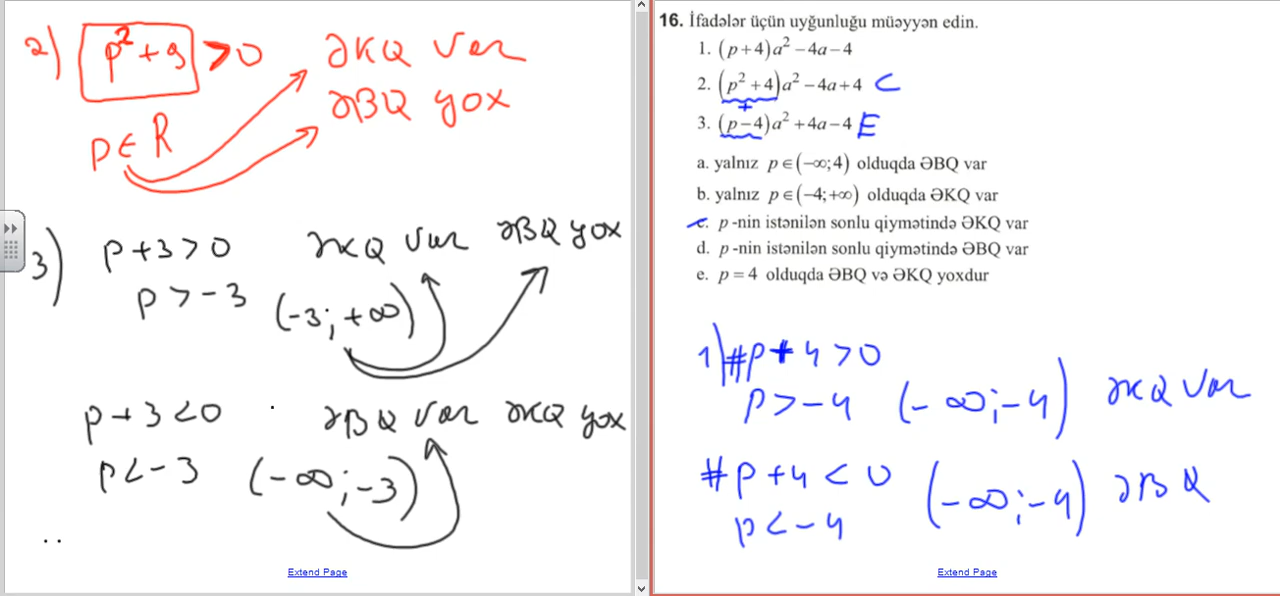 2) p²+9 > 0 ƏKQ var
ƏBQ yox
p∈R
3) p+3>0 ƏKQ var ƏBQ yox
p>-3 (-3;+∞)
p+3<0 ƏBQ var ƏKQ yox
p<-3 (-∞;-3)
Extend Page
16. İfadələr üçün uyğunluğu müəyyən edin.
1. (p+4)a²−4a−4
2. (p²+4)a²−4a+4 C
+
3. (p−4)a²+4a−4 E
a. yalnız p∈(−∞;4) olduqda ƏBQ var
b. yalnız p∈(−4;+∞) olduqda ƏKQ var
c. p-nin istənilən sonlu qiymətində ƏKQ var
d. p-nin istənilən sonlu qiymətində ƏBQ var
e. p=4 olduqda ƏBQ və ƏKQ yoxdur
1) #p+4>0
p>-4 (-∞;-4) ƏKQ var
#p+4<0 (-∞;-4) ƏBQ
p<-4
Extend Page